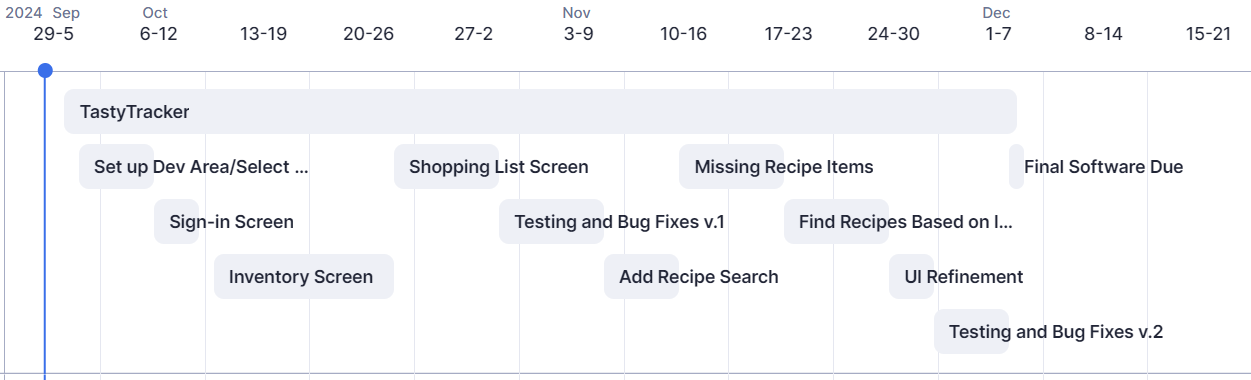 2024 Sep Oct Nov Dec
29-5 6-12 13-19 20-26 27-2 3-9 10-16 17-23 24-30 1-7 8-14 15-21
TastyTracker
Set up Dev Area/Select ... Shopping List Screen Missing Recipe Items Final Software Due
Sign-in Screen Testing and Bug Fixes v.1 Find Recipes Based on I...
Inventory Screen Add Recipe Search UI Refinement
Testing and Bug Fixes v.2